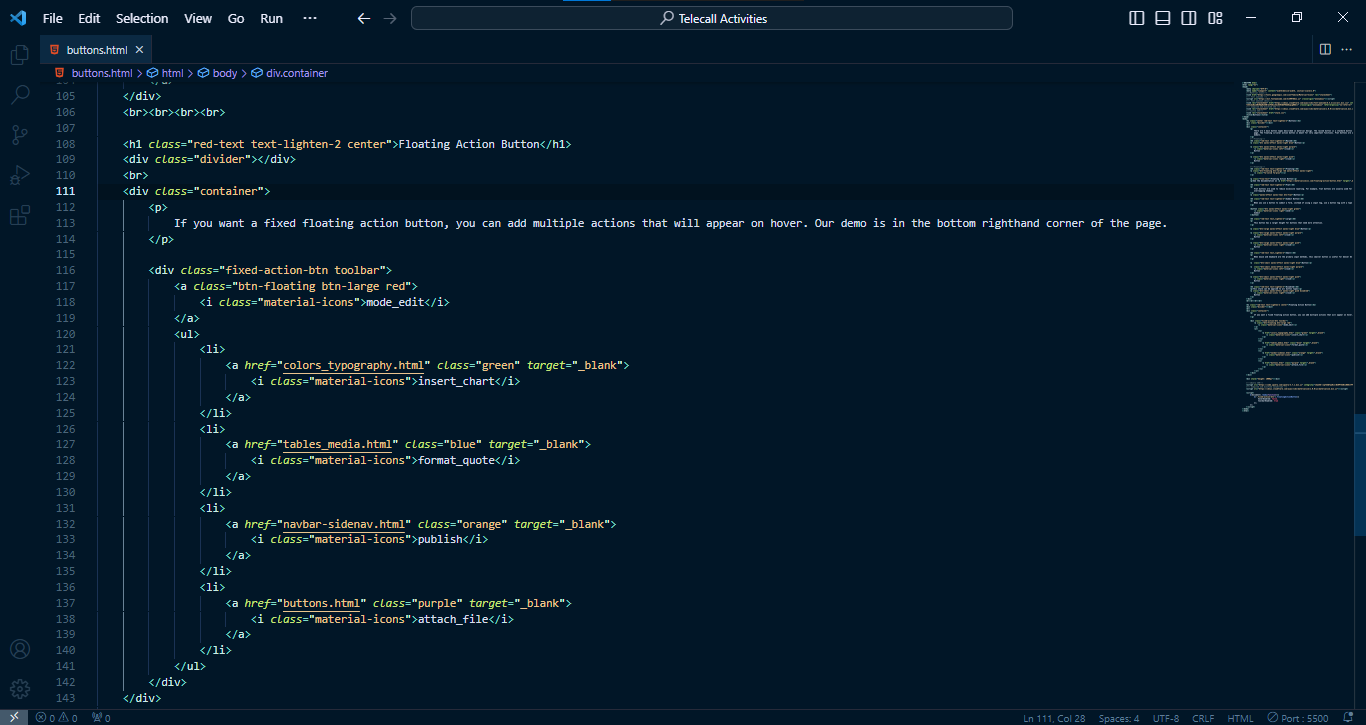 File Edit Selection View Go Run ··· Telecall Activities
buttons.html
buttons.html > html > body > div.container
105 </div>
106 <br><br><br><br>
107
108 <h1 class="red-text text-lighten-2 center">Floating Action Button</h1>
109 <div class="divider"></div>
110 <br>
111 <div class="container">
112 <p>
113 If you want a fixed floating action button, you can add multiple actions that will appear on hover. Our demo is in the bottom righthand corner of the page.
114 </p>
115
116 <div class="fixed-action-btn toolbar">
117 <a class="btn-floating btn-large red">
118 <i class="material-icons">mode_edit</i>
119 </a>
120 <ul>
121 <li>
122 <a href="colors_typography.html" class="green" target="_blank">
123 <i class="material-icons">insert_chart</i>
124 </a>
125 </li>
126 <li>
127 <a href="tables_media.html" class="blue" target="_blank">
128 <i class="material-icons">format_quote</i>
129 </a>
130 </li>
131 <li>
132 <a href="navbar-sidenav.html" class="orange" target="_blank">
133 <i class="material-icons">publish</i>
134 </a>
135 </li>
136 <li>
137 <a href="buttons.html" class="purple" target="_blank">
138 <i class="material-icons">attach_file</i>
139 </a>
140 </li>
141 </ul>
142 </div>
143 </div>
0 0 0 Ln 111, Col 28 Spaces: 4 UTF-8 CRLF HTML Port : 5500